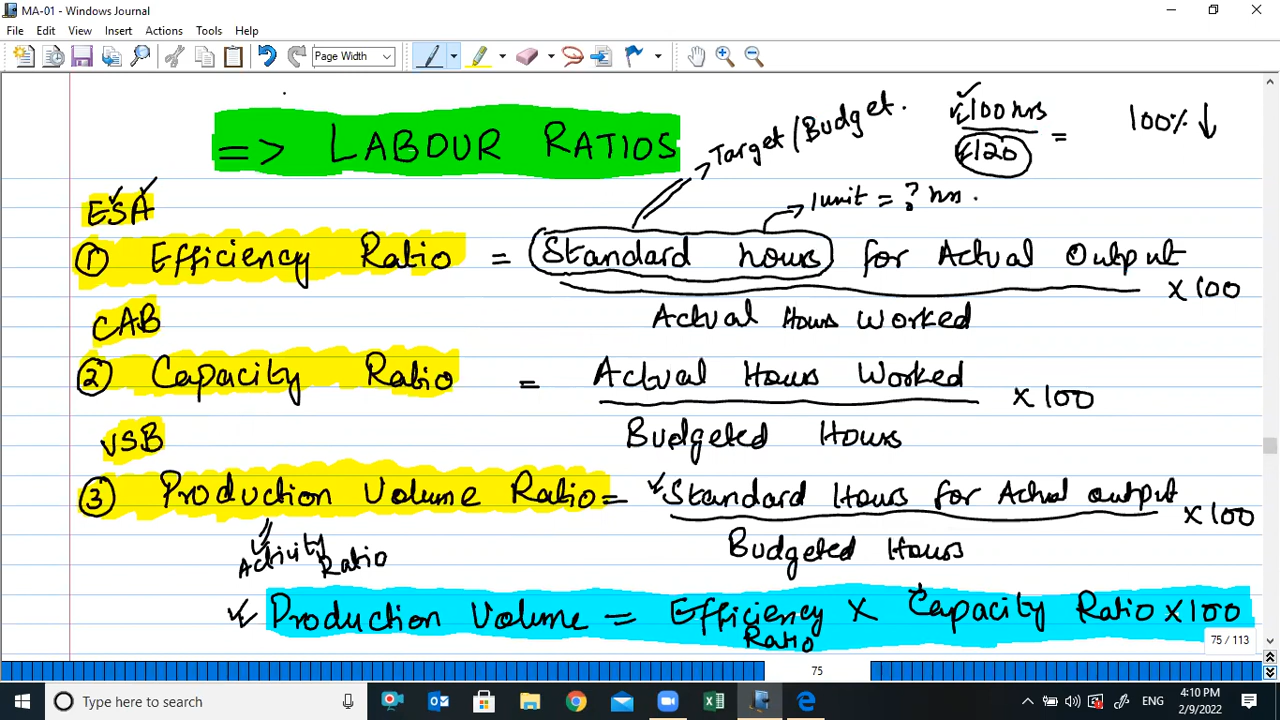 MA-01 - Windows Journal
File Edit View Insert Actions Tools Help
Page Width
=> LABOUR RATIOS
Target/Budget.
100 hrs
120
=
100% ↓
1 unit = ? hrs.
ESA
① Efficiency Ratio = Standard hours for Actual Output
Actual Hours Worked
X 100
CAB
② Capacity Ratio = Actual Hours Worked
Budgeted Hours
X 100
VSB
③ Production Volume Ratio = Standard Hours for Actual output
Budgeted Hours
X 100
Activity Ratio
Production Volume = Efficiency Ratio X Capacity Ratio X 100
75 / 113
75
Type here to search
ENG
4:10 PM
2/9/2022